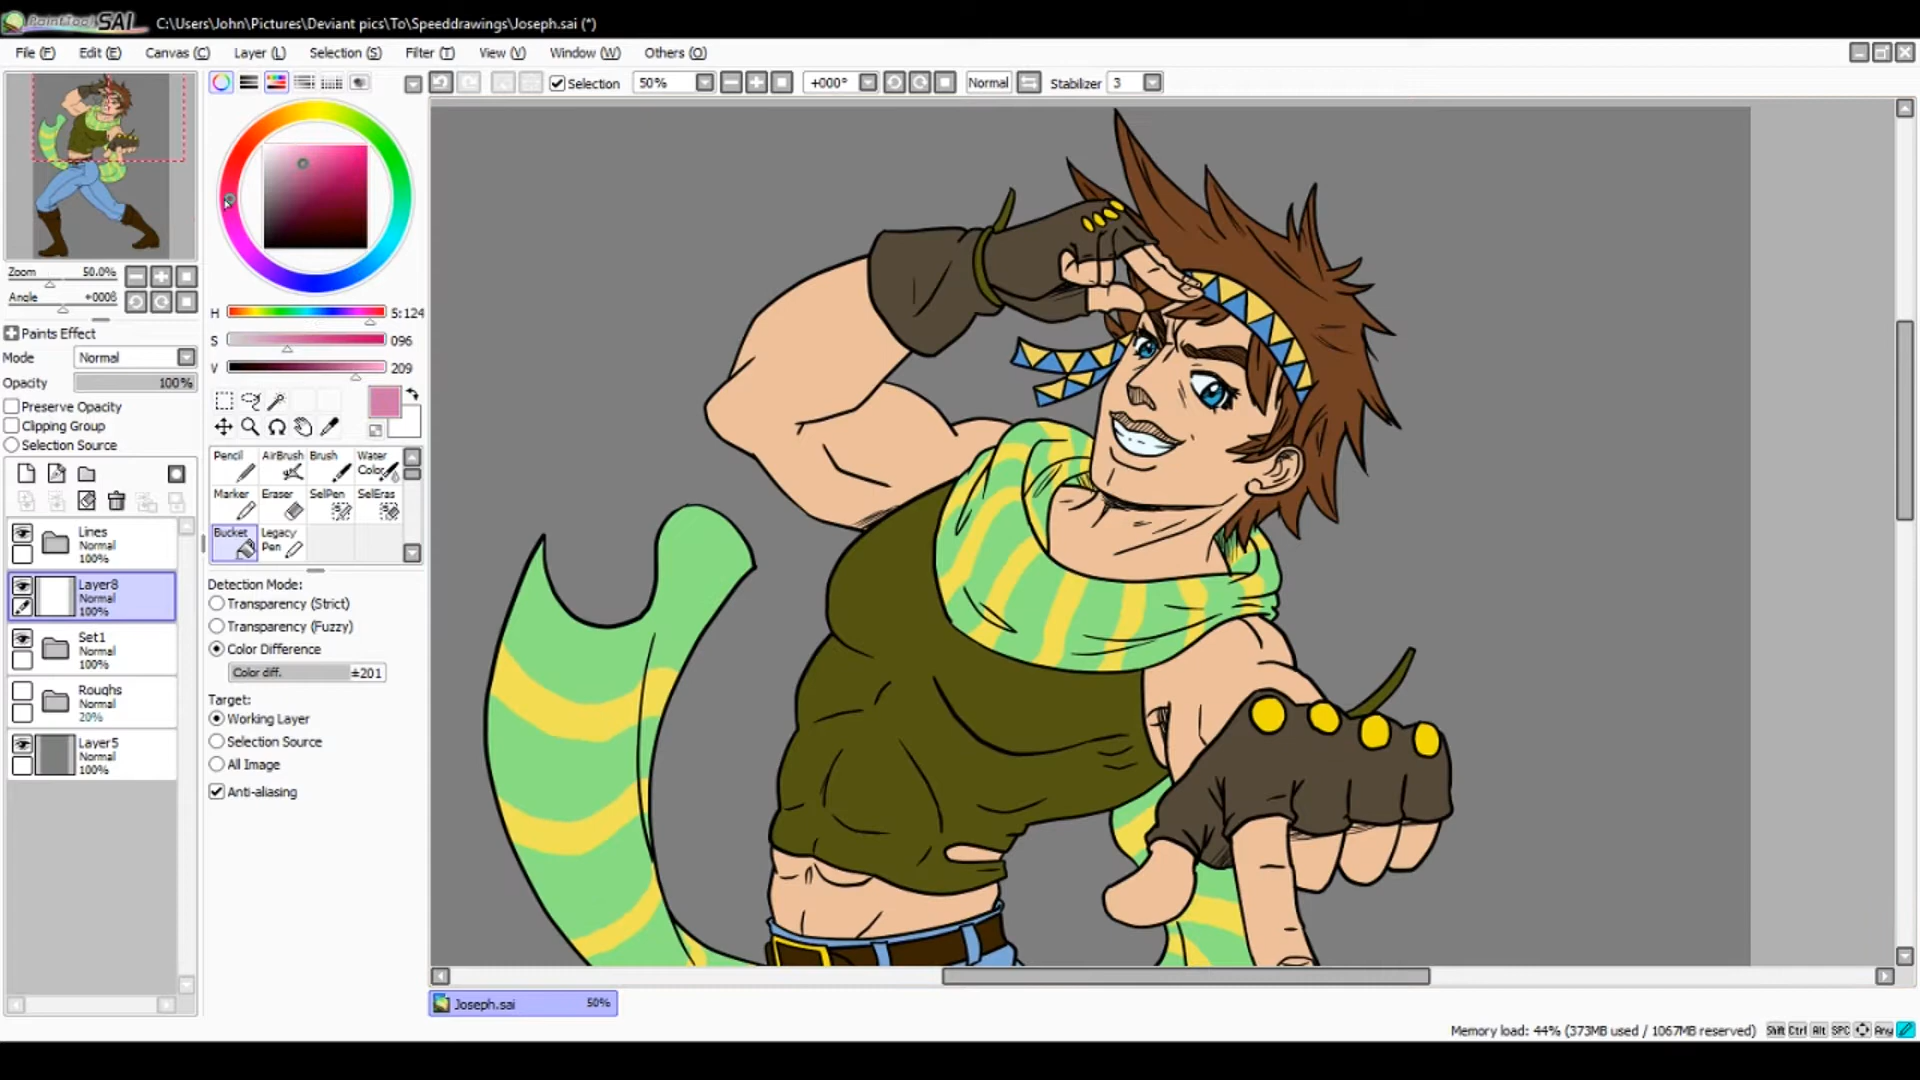 PaintTool SAI C:\Users\John\Pictures\Deviant pics\To\Speeddrawings\Joseph.sai (*)
File (F) Edit (E) Canvas (C) Layer (L) Selection (S) Filter (T) View (V) Window (W) Others (O)
Selection 50% +000° Normal Stabilizer 3
Zoom 50.0%
Angle +000β
Paints Effect
Mode Normal
Opacity 100%
Preserve Opacity
Clipping Group
Selection Source
Lines
Normal
100%
Layer8
Normal
100%
Set1
Normal
100%
Roughs
Normal
20%
Layer5
Normal
100%
H 5:124
S 096
V 209
Pencil AirBrush Brush Water Color
Marker Eraser SelPen SelEras
Bucket Legacy Pen
Detection Mode:
Transparency (Strict)
Transparency (Fuzzy)
Color Difference
Color diff. ±201
Target:
Working Layer
Selection Source
All Image
Anti-aliasing
Joseph.sai 50%
Memory load: 44% (373MB used / 1067MB reserved) Shift Ctrl Alt SPC Any